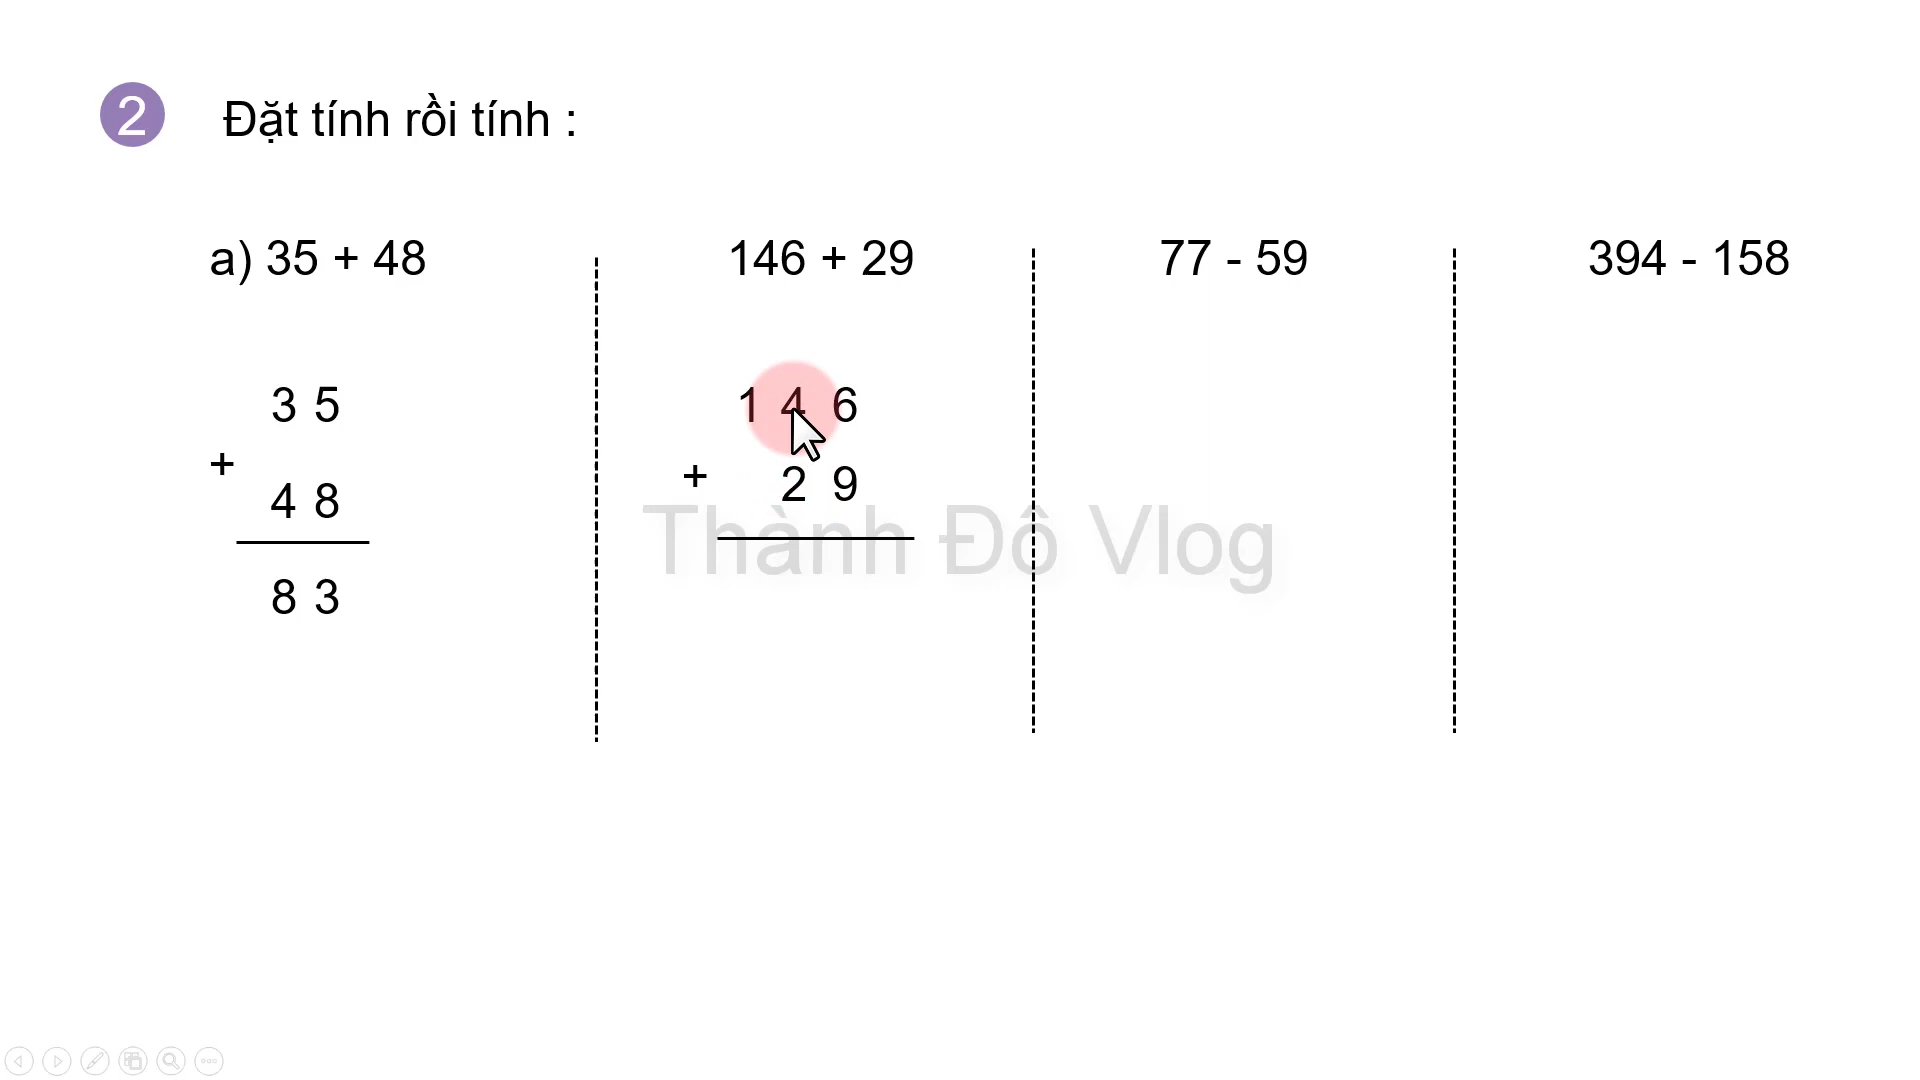 2 Đặt tính rồi tính :
a) 35 + 48 146 + 29 77 - 59 394 - 158
3 5 1 4 6
+ +
4 8 2 9
Thành Đô Vlog
8 3